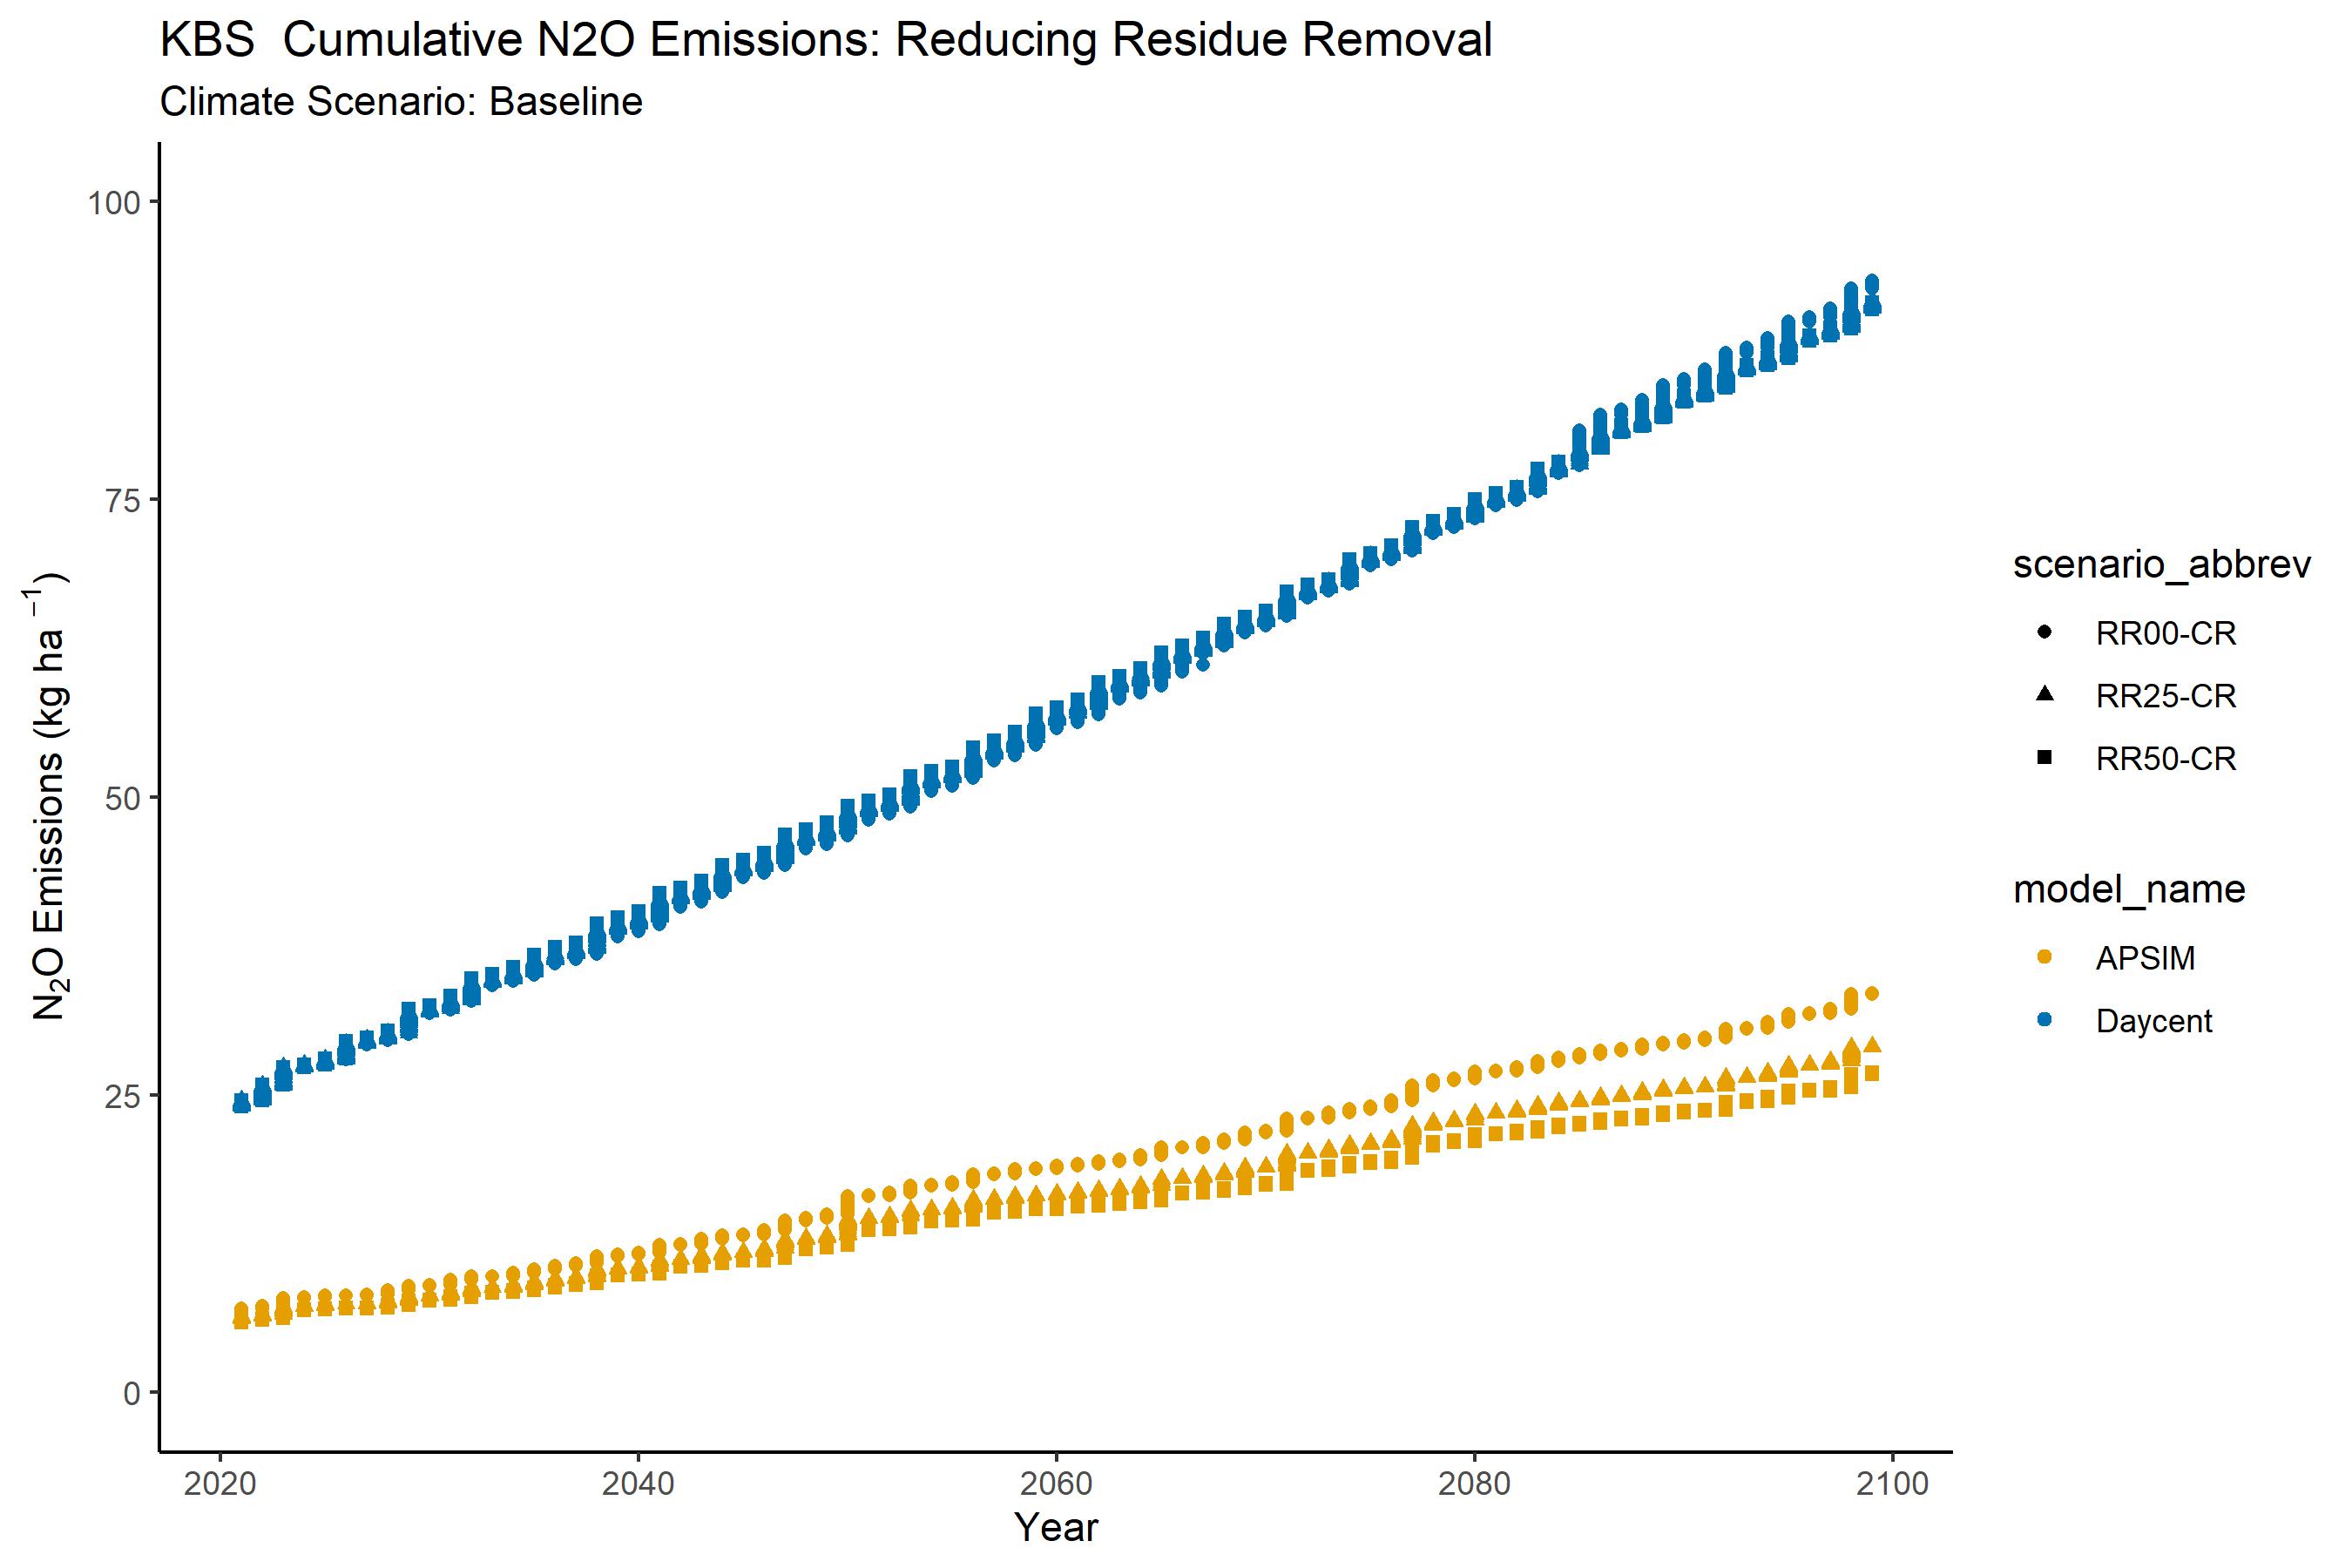 KBS  Cumulative N2O Emissions: Reducing Residue Removal
Climate Scenario: Baseline
N₂O Emissions (kg ha ⁻¹)
100
75
50
25
0
2020 2040 2060 2080 2100
Year
scenario_abbrev
RR00-CR
RR25-CR
RR50-CR
model_name
APSIM
Daycent